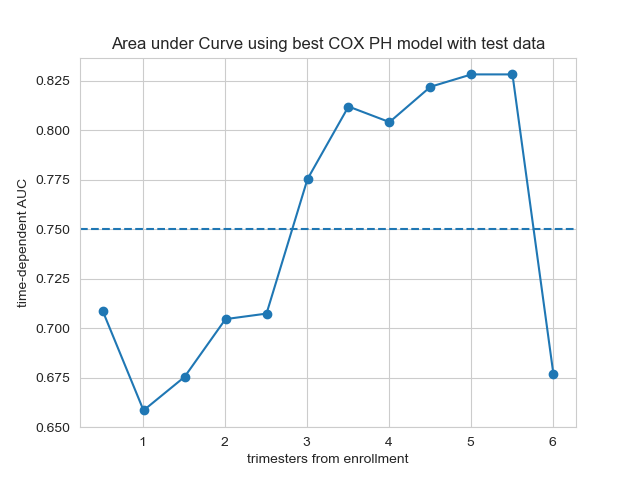 Area under Curve using best COX PH model with test data
time-dependent AUC
0.825
0.800
0.775
0.750
0.725
0.700
0.675
0.650
1 2 3 4 5 6
trimesters from enrollment